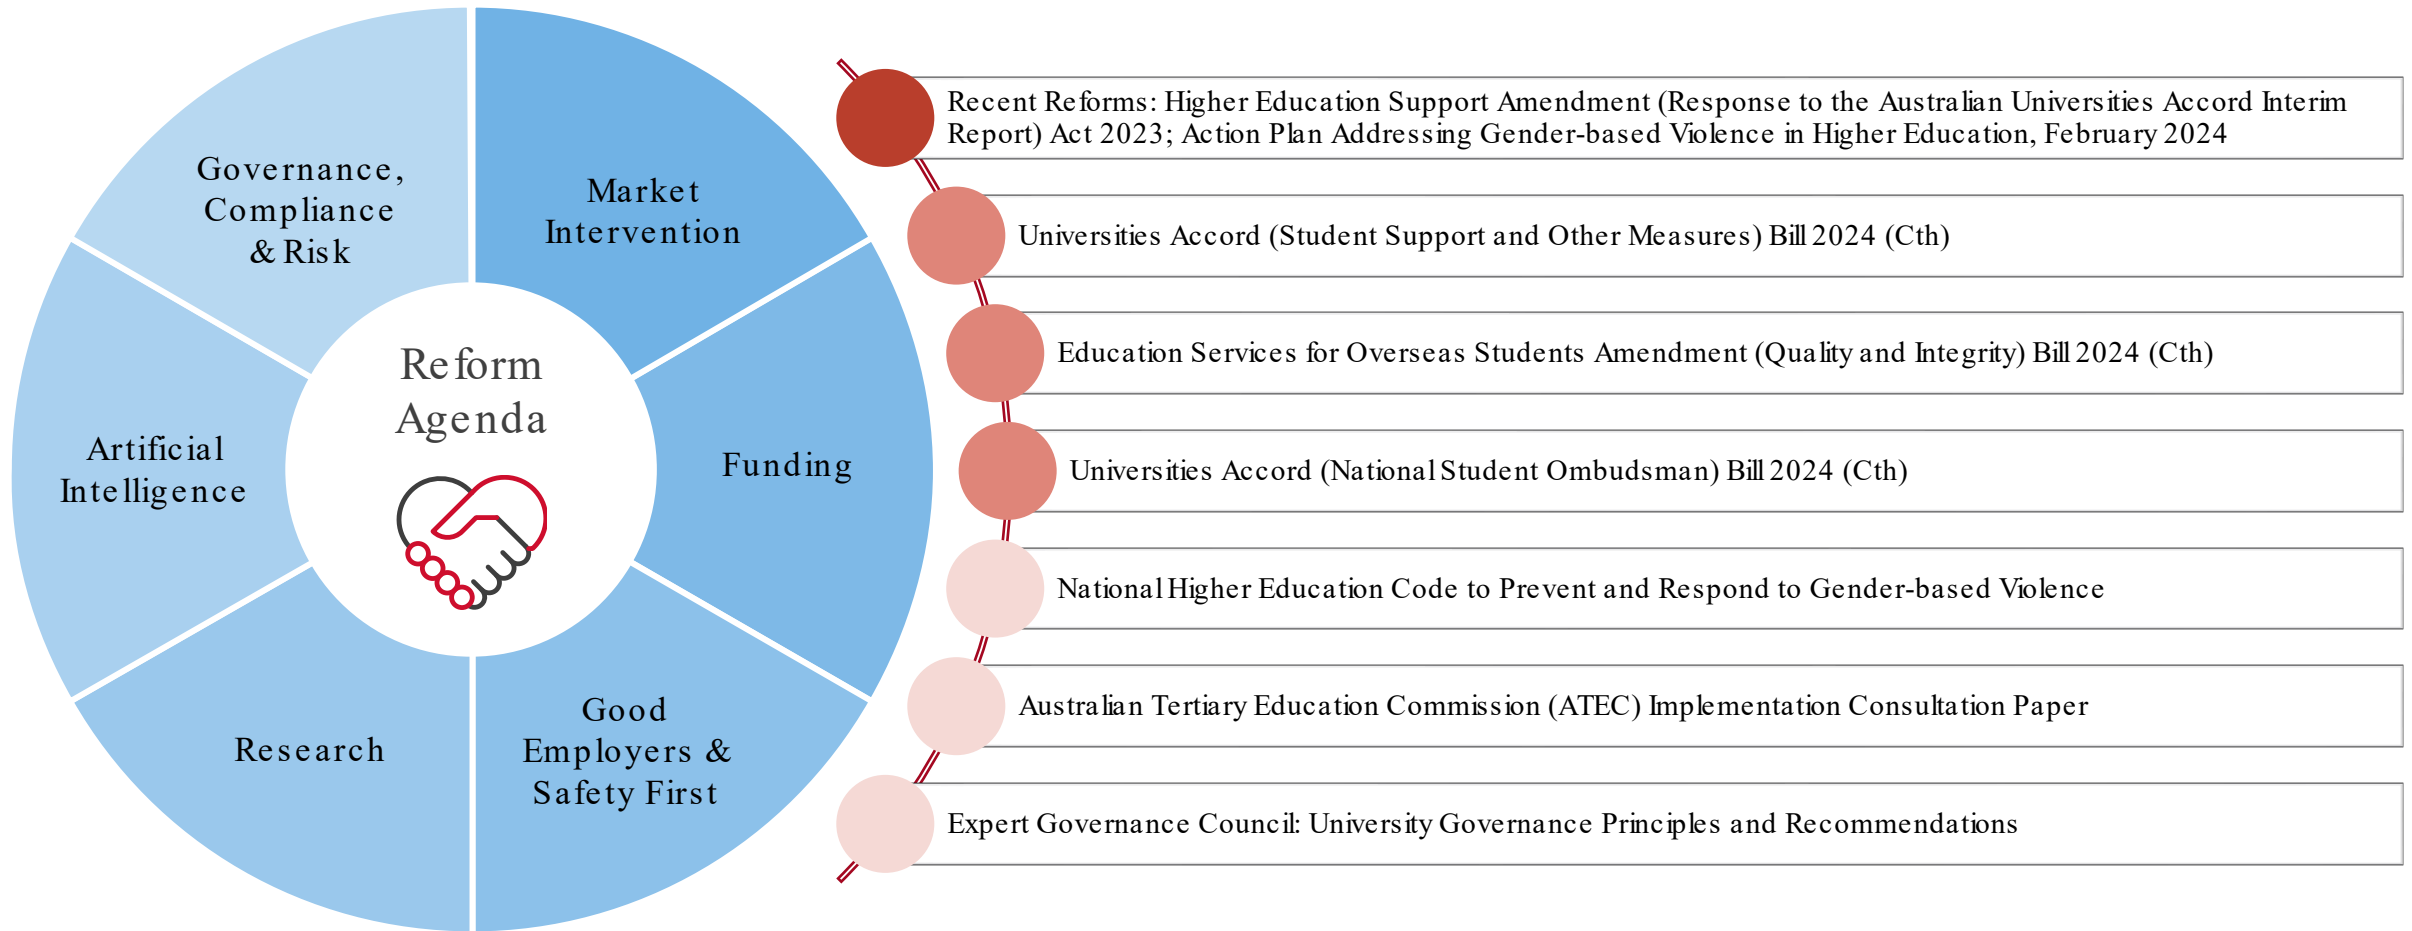 Governance,
Compliance
& Risk
Market
Intervention
Funding
Good
Employers &
Safety First
Research
Artificial
Intelligence
Reform
Agenda
Recent Reforms: Higher Education Support Amendment (Response to the Australian Universities Accord Interim
Report) Act 2023; Action Plan Addressing Gender-based Violence in Higher Education, February 2024
Universities Accord (Student Support and Other Measures) Bill 2024 (Cth)
Education Services for Overseas Students Amendment (Quality and Integrity) Bill 2024 (Cth)
Universities Accord (National Student Ombudsman) Bill 2024 (Cth)
National Higher Education Code to Prevent and Respond to Gender-based Violence
Australian Tertiary Education Commission (ATEC) Implementation Consultation Paper
Expert Governance Council: University Governance Principles and Recommendations